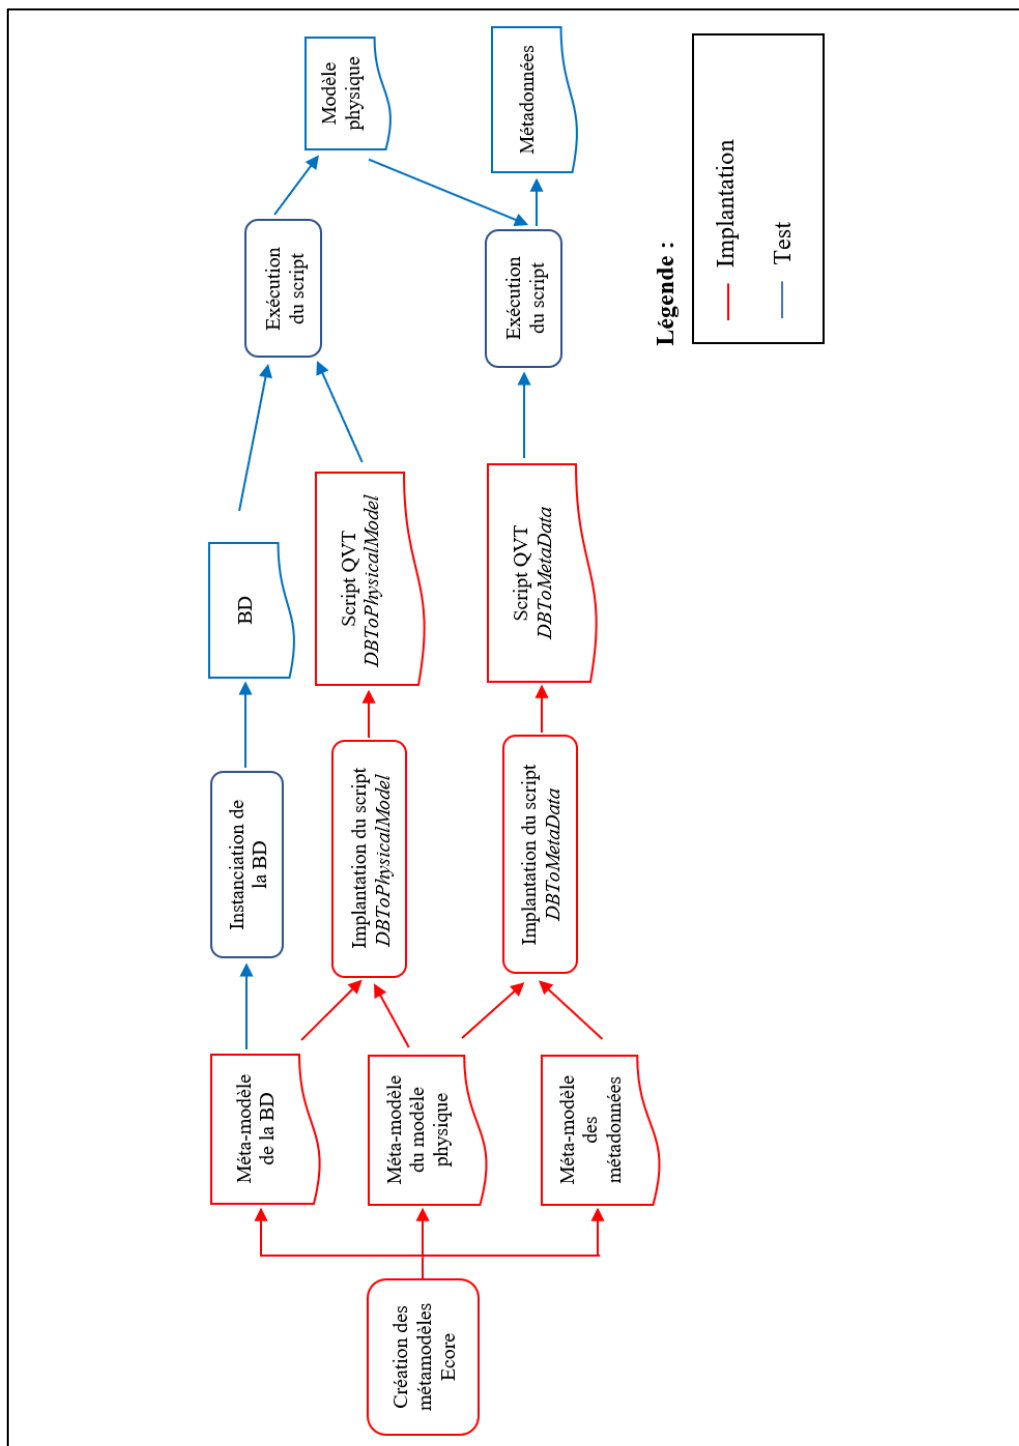 Création des
métamodèles
Ecore
Méta-modèle
de la BD
Méta-modèle
du modèle
physique
Méta-modèle
des
métadonnées
Instanciation de
la BD
Implantation du script
DBToPhysicalModel
Implantation du script
DBToMetaData
BD
Script QVT
DBToPhysicalModel
Script QVT
DBToMetaData
Exécution
du script
Exécution
du script
Modèle
physique
Métadonnées
Légende :
Implantation
Test